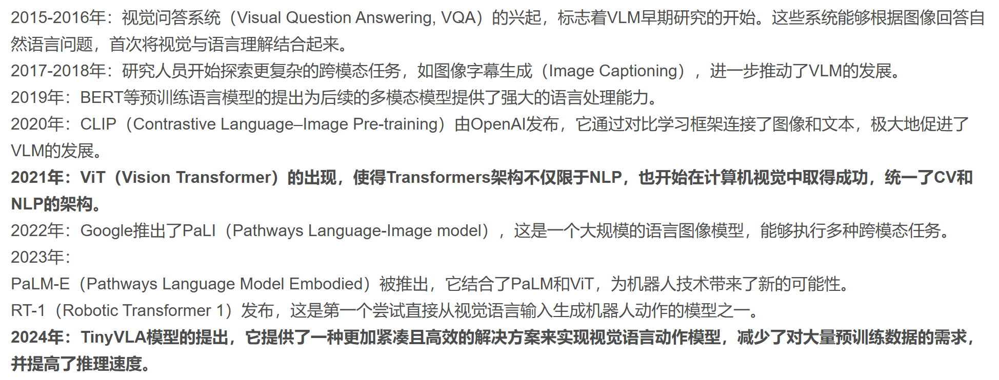 2015-2016年：视觉问答系统（Visual Question Answering, VQA）的兴起，标志着VLM早期研究的开始。这些系统能够根据图像回答自
然语言问题，首次将视觉与语言理解结合起来。
2017-2018年：研究人员开始探索更复杂的跨模态任务，如图像字幕生成（Image Captioning），进一步推动了VLM的发展。
2019年：BERT等预训练语言模型的提出为后续的多模态模型提供了强大的语言处理能力。
2020年：CLIP（Contrastive Language–Image Pre-training）由OpenAI发布，它通过对比学习框架连接了图像和文本，极大地促进了
VLM的发展。
2021年：ViT（Vision Transformer）的出现，使得Transformers架构不仅限于NLP，也开始在计算机视觉中取得成功，统一了CV和
NLP的架构。
2022年：Google推出了PaLI（Pathways Language-Image model），这是一个大规模的语言图像模型，能够执行多种跨模态任务。
2023年：
PaLM-E（Pathways Language Model Embodied）被推出，它结合了PaLM和ViT，为机器人技术带来了新的可能性。
RT-1（Robotic Transformer 1）发布，这是第一个尝试直接从视觉语言输入生成机器人动作的模型之一。
2024年：TinyVLA模型的提出，它提供了一种更加紧凑且高效的解决方案来实现视觉语言动作模型，减少了对大量预训练数据的需求，
并提高了推理速度。